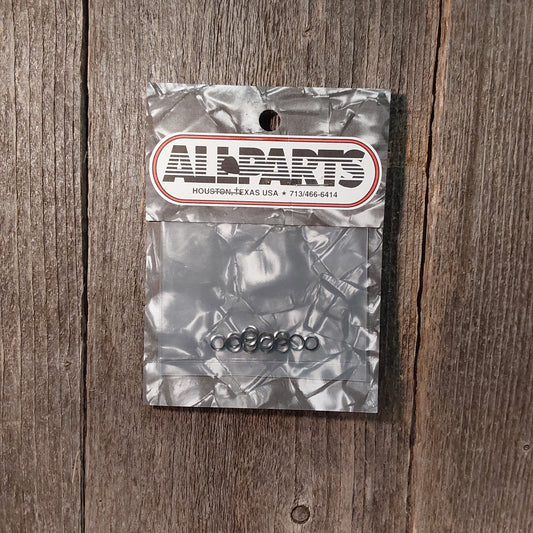 ALLPARTS
HOUSTON, TEXAS USA ★ 713/466-6414